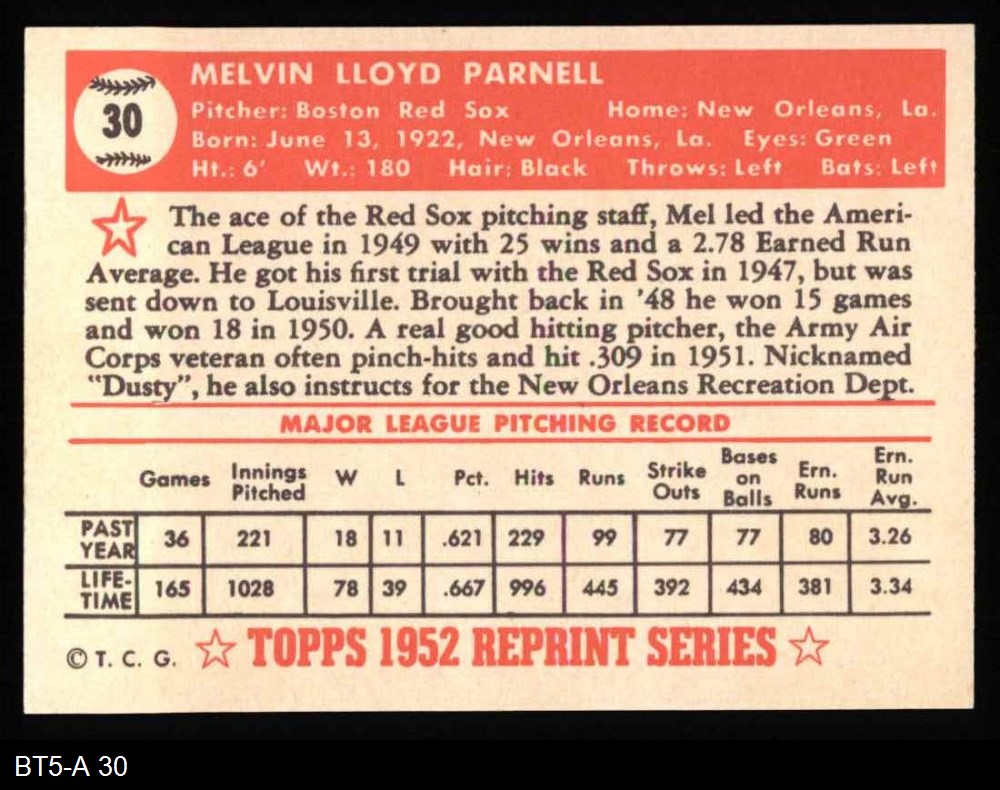 30
MELVIN LLOYD PARNELL
Pitcher: Boston Red Sox Home: New Orleans, La.
Born: June 13, 1922, New Orleans, La. Eyes: Green
Ht.: 6' Wt.: 180 Hair: Black Throws: Left Bats: Left
The ace of the Red Sox pitching staff, Mel led the Ameri-
can League in 1949 with 25 wins and a 2.78 Earned Run
Average. He got his first trial with the Red Sox in 1947, but was
sent down to Louisville. Brought back in '48 he won 15 games
and won 18 in 1950. A real good hitting pitcher, the Army Air
Corps veteran often pinch-hits and hit .309 in 1951. Nicknamed
"Dusty", he also instructs for the New Orleans Recreation Dept.
MAJOR LEAGUE PITCHING RECORD
Games Innings Pitched W L Pct. Hits Runs Strike Outs Bases on Balls Ern. Runs Ern. Run Avg.
PAST YEAR 36 221 18 11 .621 229 99 77 77 80 3.26
LIFE-TIME 165 1028 78 39 .667 996 445 392 434 381 3.34
© T. C. G. TOPPS 1952 REPRINT SERIES
BT5-A 30